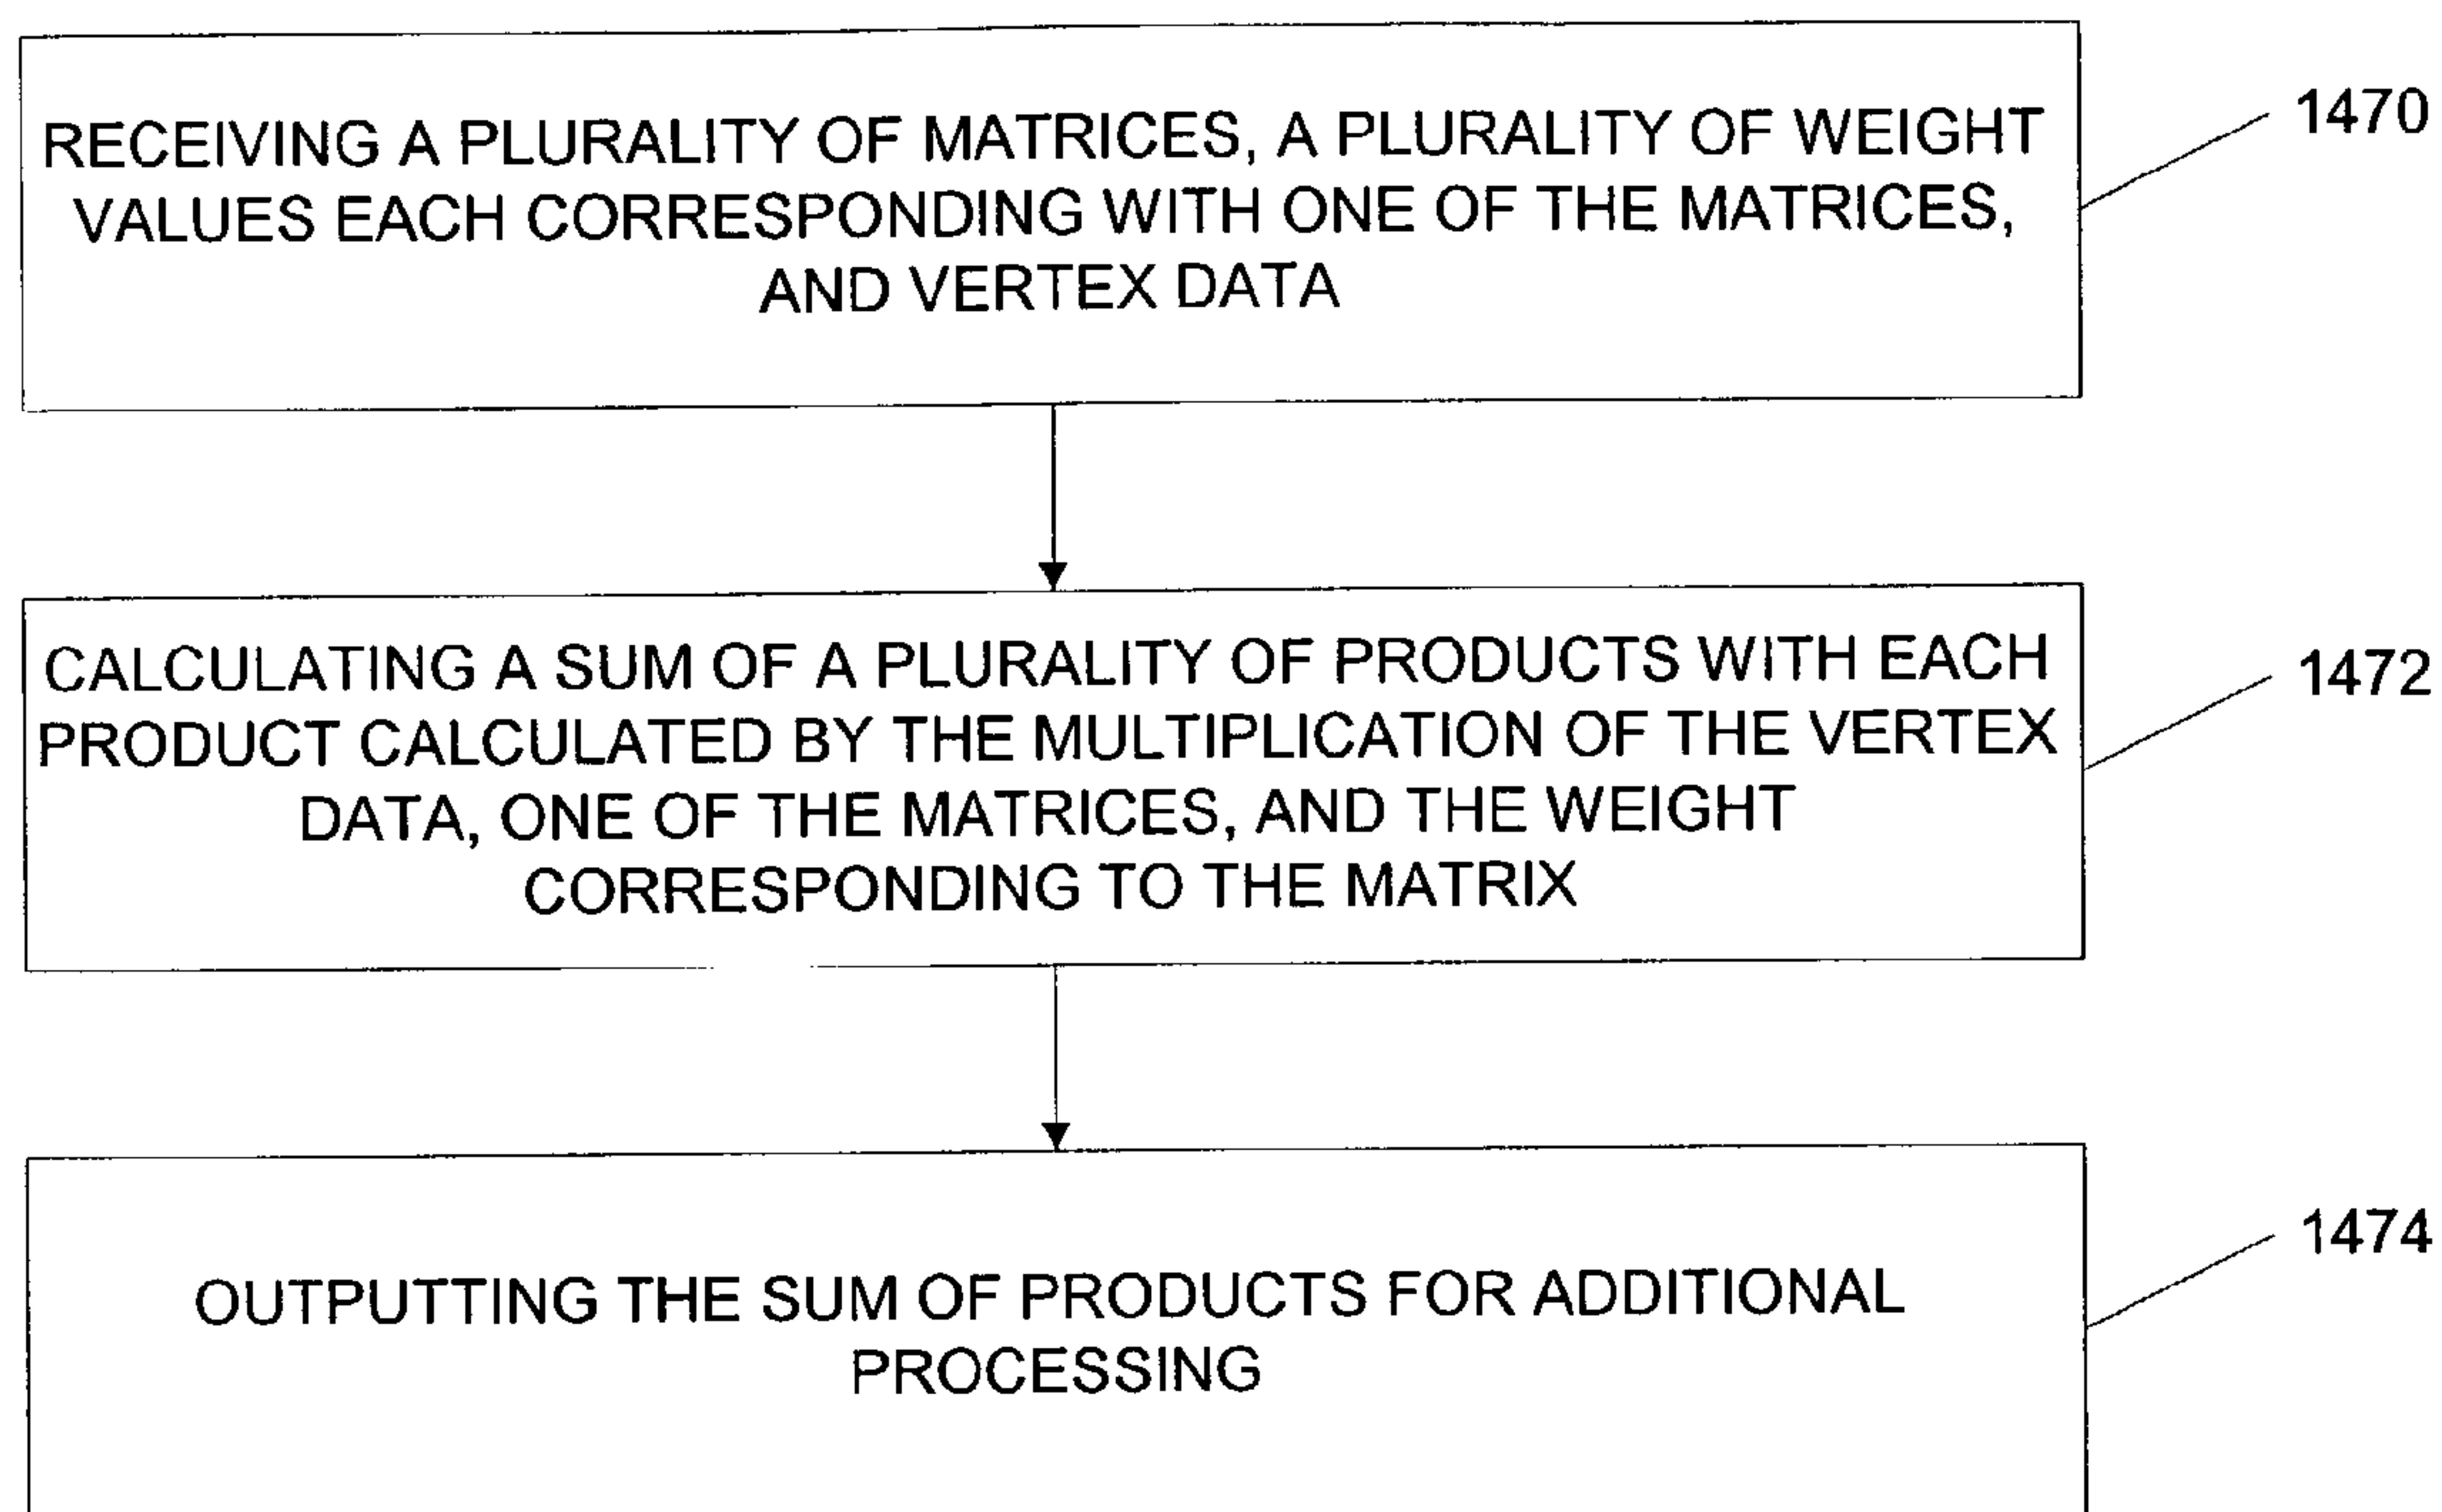 RECEIVING A PLURALITY OF MATRICES, A PLURALITY OF WEIGHT
VALUES EACH CORRESPONDING WITH ONE OF THE MATRICES,
AND VERTEX DATA
1470
CALCULATING A SUM OF A PLURALITY OF PRODUCTS WITH EACH
PRODUCT CALCULATED BY THE MULTIPLICATION OF THE VERTEX
DATA, ONE OF THE MATRICES, AND THE WEIGHT
CORRESPONDING TO THE MATRIX
1472
OUTPUTTING THE SUM OF PRODUCTS FOR ADDITIONAL
PROCESSING
1474